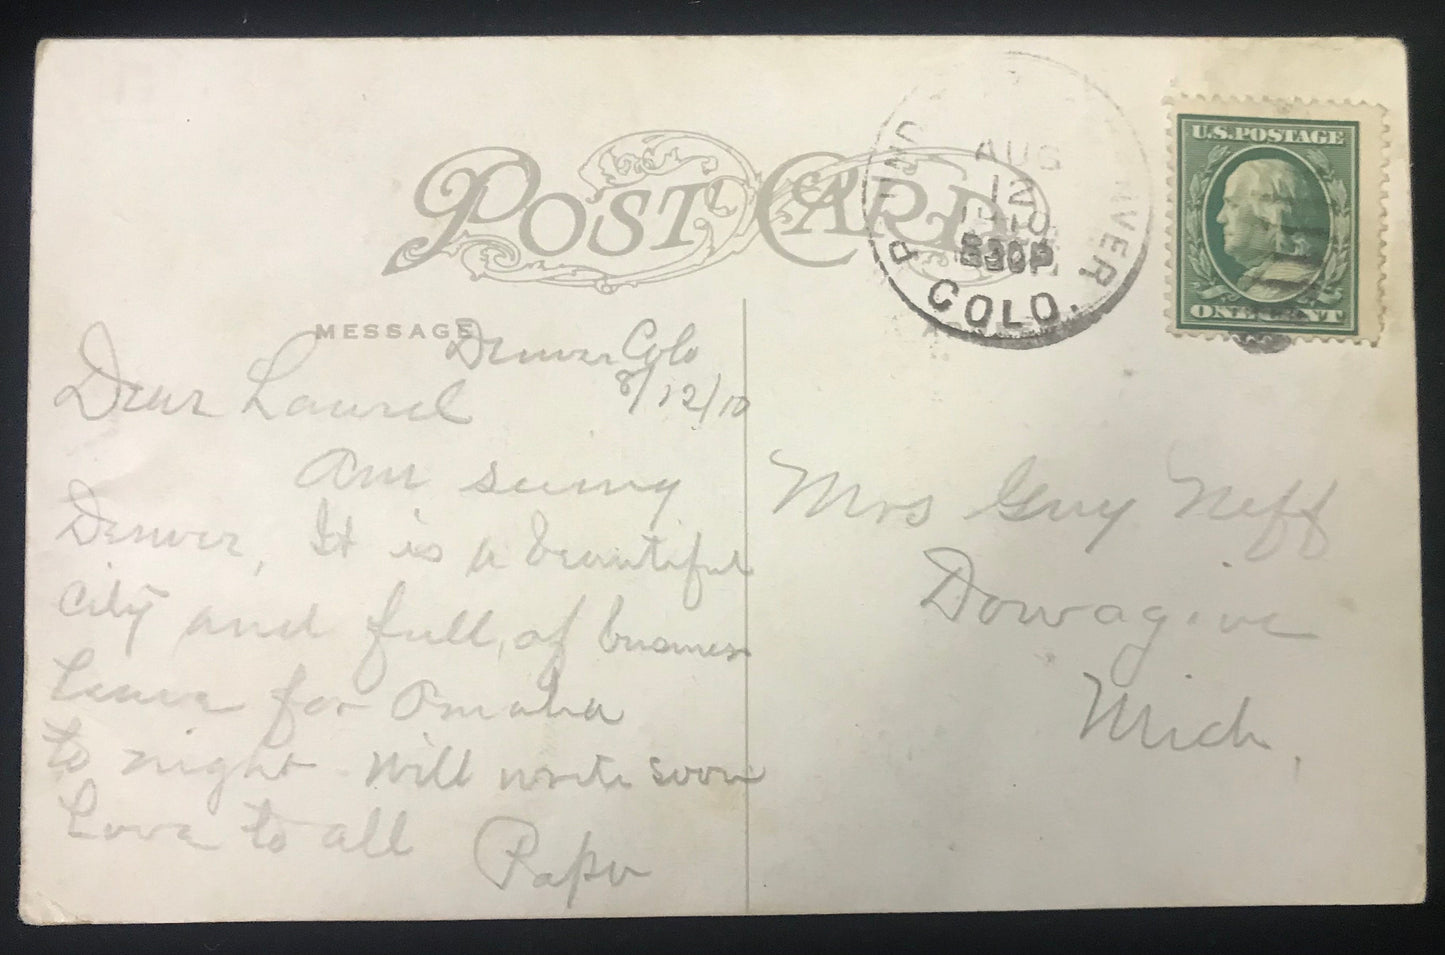 POST CARD
MESSAGE
Denver Colo
8/12/10
Dear Laurel
Am seeing
Denver, It is a beautiful
city and full of business
Leave for Omaha
to night. Will write soon
Love to all
Papa
DENVER
AUG
12
1910
530P
COLO.
U.S. POSTAGE
ONE CENT
Mrs Guy Neff
Dowagiac
Mich,